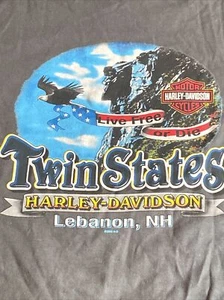 Live Free
or Die
MOTOR
HARLEY-DAVIDSON
CYCLES
Twin States
HARLEY-DAVIDSON
Lebanon, NH